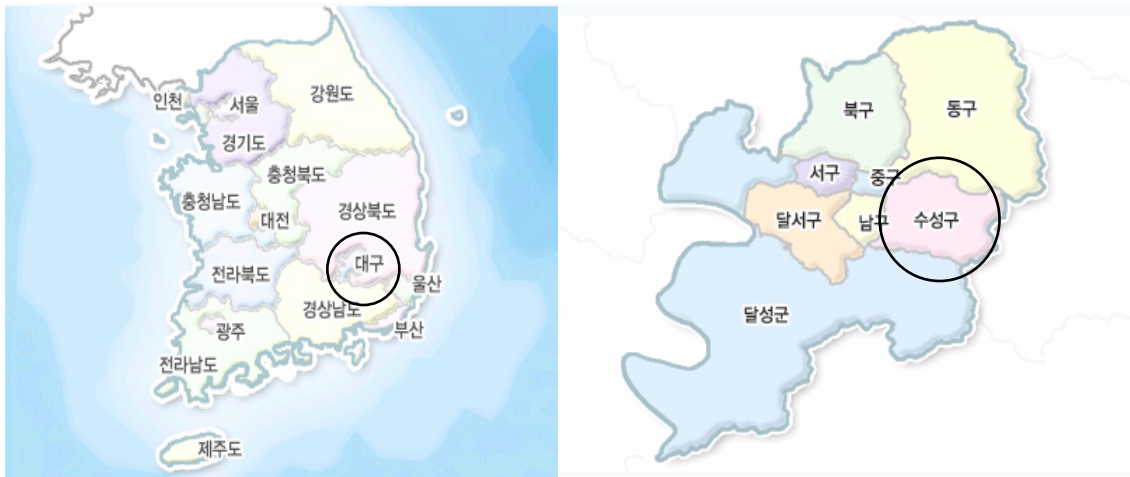 인천
서울
강원도
경기도
충청북도
충청남도
대전
경상북도
전라북도
대구
울산
경상남도
부산
광주
전라남도
제주도
북구
동구
서구
중구
달서구
남구
수성구
달성군